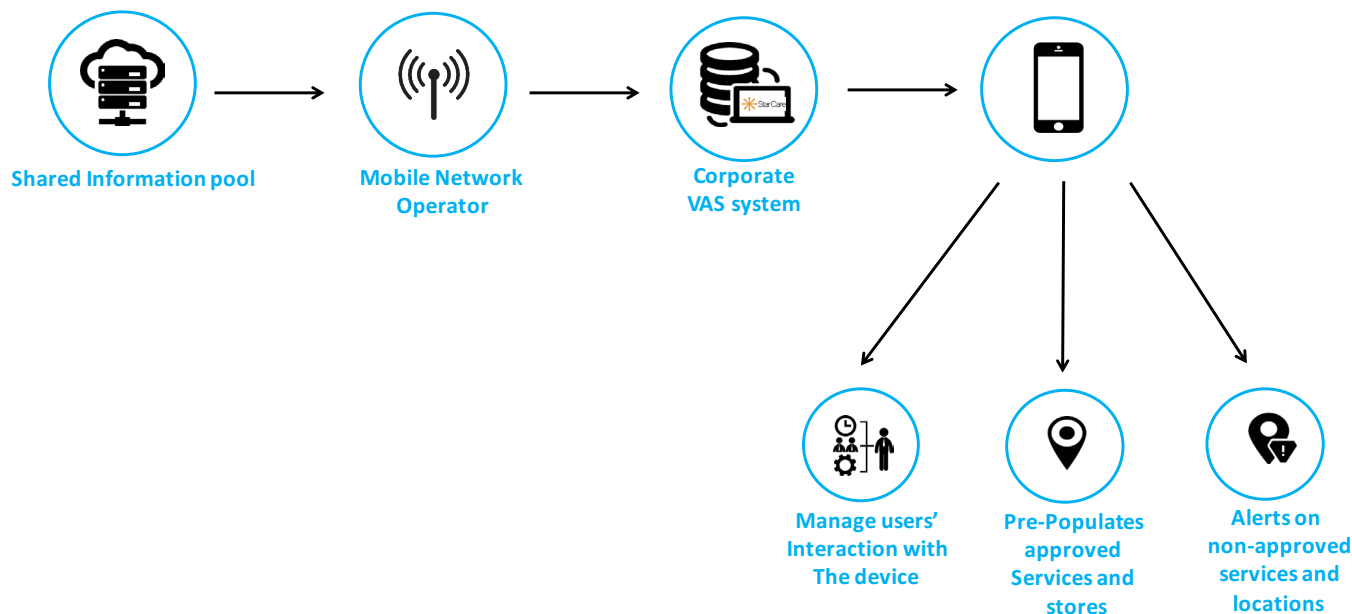 StarCare
Shared Information pool
Mobile Network
Operator
Corporate
VAS system
Manage users’
Interaction with
The device
Pre-Populates
approved
Services and
stores
Alerts on
non-approved
services and
locations